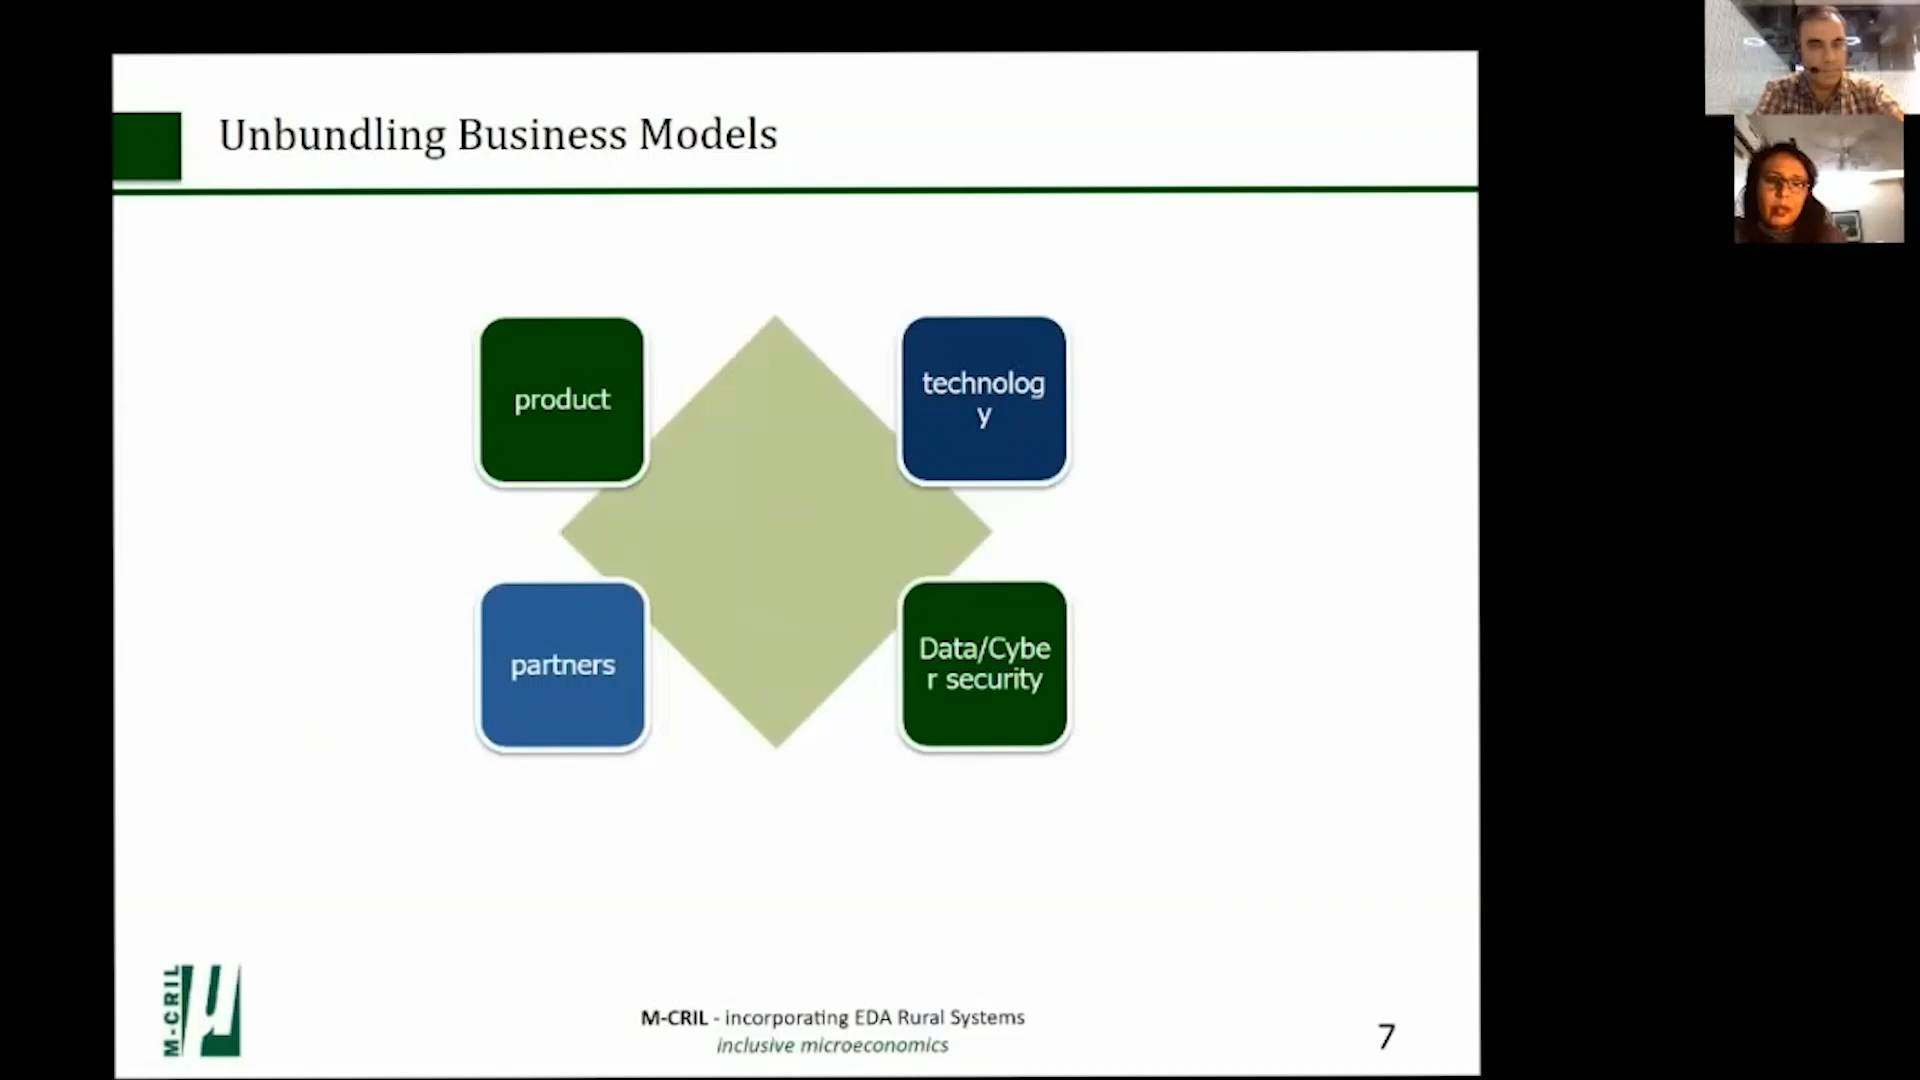 Unbundling Business Models
product
technolog
y
partners
Data/Cybe
r security
M-CRIL
μ
M-CRIL - incorporating EDA Rural Systems
inclusive microeconomics
7